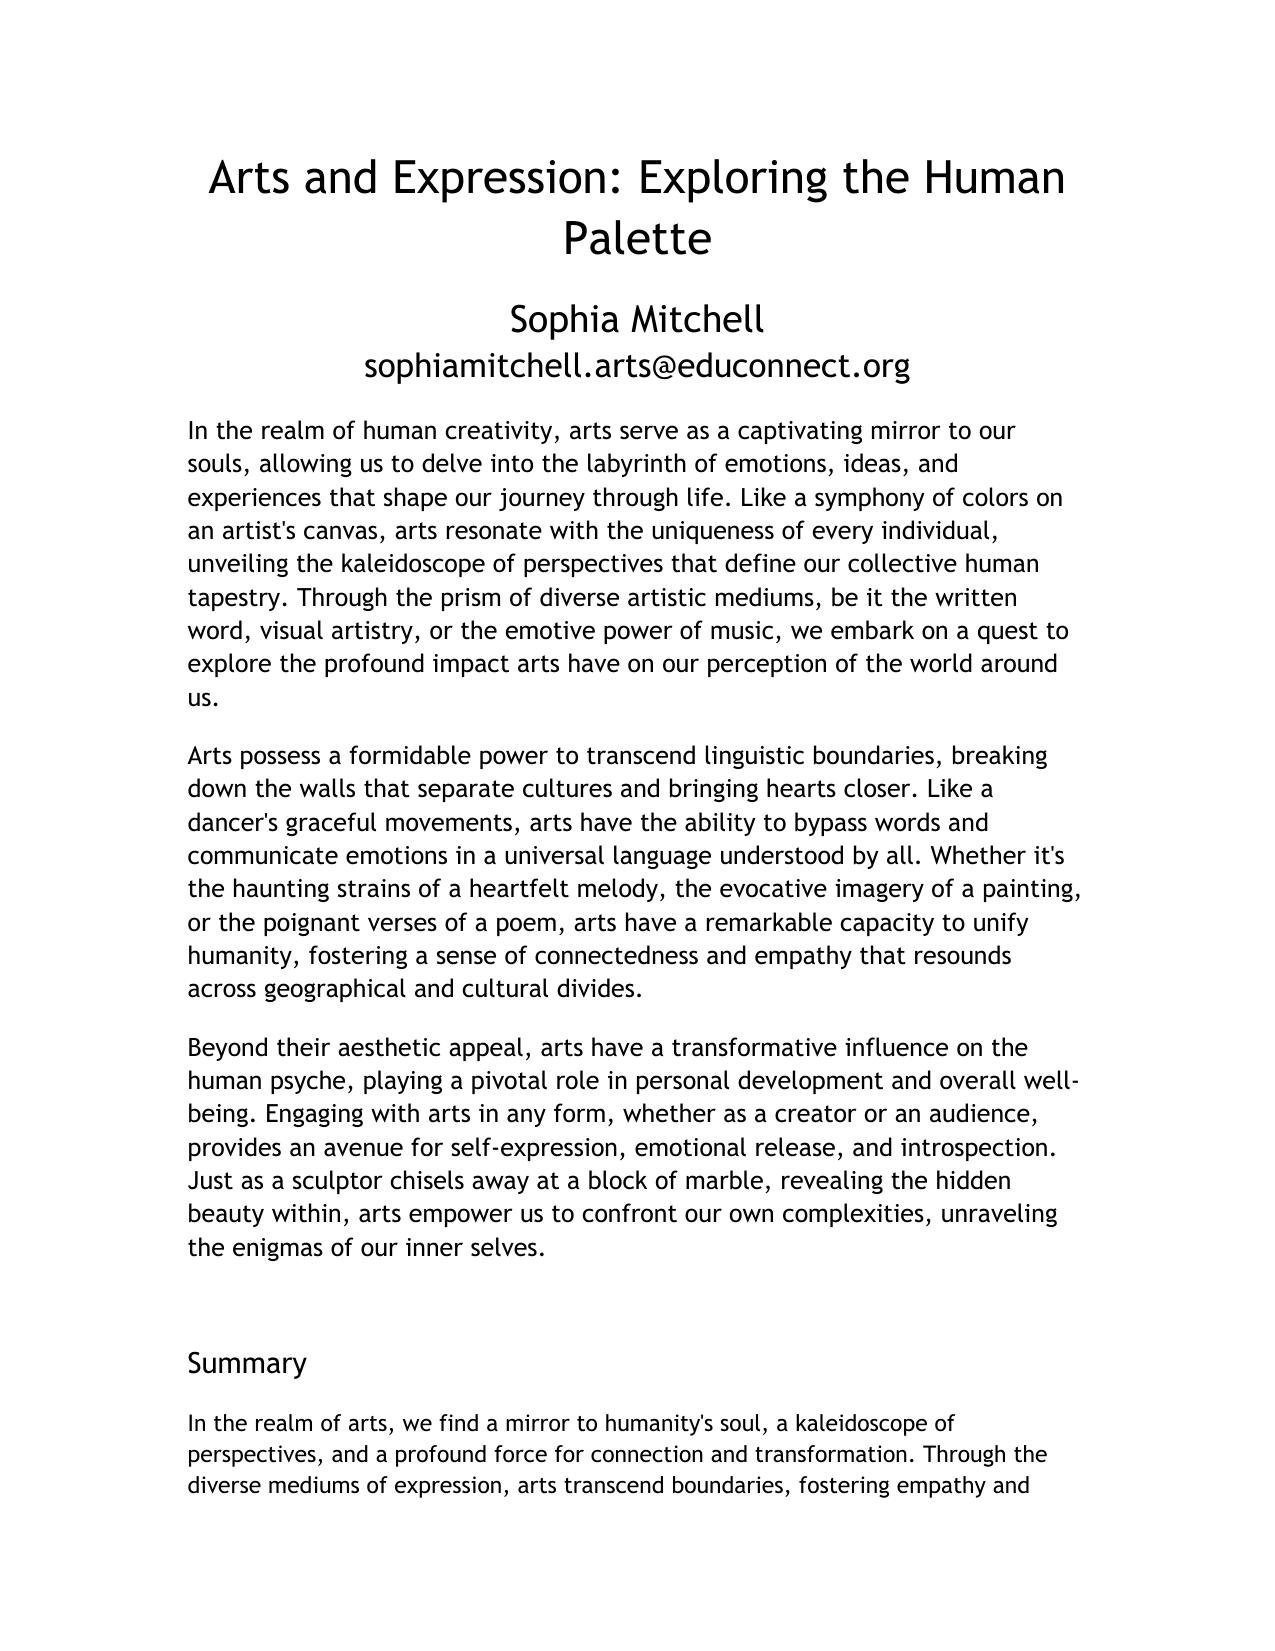 Arts and Expression: Exploring the Human
Palette
Sophia Mitchell
sophiamitchell.arts@educonnect.org
In the realm of human creativity, arts serve as a captivating mirror to our
souls, allowing us to delve into the labyrinth of emotions, ideas, and
experiences that shape our journey through life. Like a symphony of colors on
an artist's canvas, arts resonate with the uniqueness of every individual,
unveiling the kaleidoscope of perspectives that define our collective human
tapestry. Through the prism of diverse artistic mediums, be it the written
word, visual artistry, or the emotive power of music, we embark on a quest to
explore the profound impact arts have on our perception of the world around
us.
Arts possess a formidable power to transcend linguistic boundaries, breaking
down the walls that separate cultures and bringing hearts closer. Like a
dancer's graceful movements, arts have the ability to bypass words and
communicate emotions in a universal language understood by all. Whether it's
the haunting strains of a heartfelt melody, the evocative imagery of a painting,
or the poignant verses of a poem, arts have a remarkable capacity to unify
humanity, fostering a sense of connectedness and empathy that resounds
across geographical and cultural divides.
Beyond their aesthetic appeal, arts have a transformative influence on the
human psyche, playing a pivotal role in personal development and overall well-
being. Engaging with arts in any form, whether as a creator or an audience,
provides an avenue for self-expression, emotional release, and introspection.
Just as a sculptor chisels away at a block of marble, revealing the hidden
beauty within, arts empower us to confront our own complexities, unraveling
the enigmas of our inner selves.
Summary
In the realm of arts, we find a mirror to humanity's soul, a kaleidoscope of
perspectives, and a profound force for connection and transformation. Through the
diverse mediums of expression, arts transcend boundaries, fostering empathy and